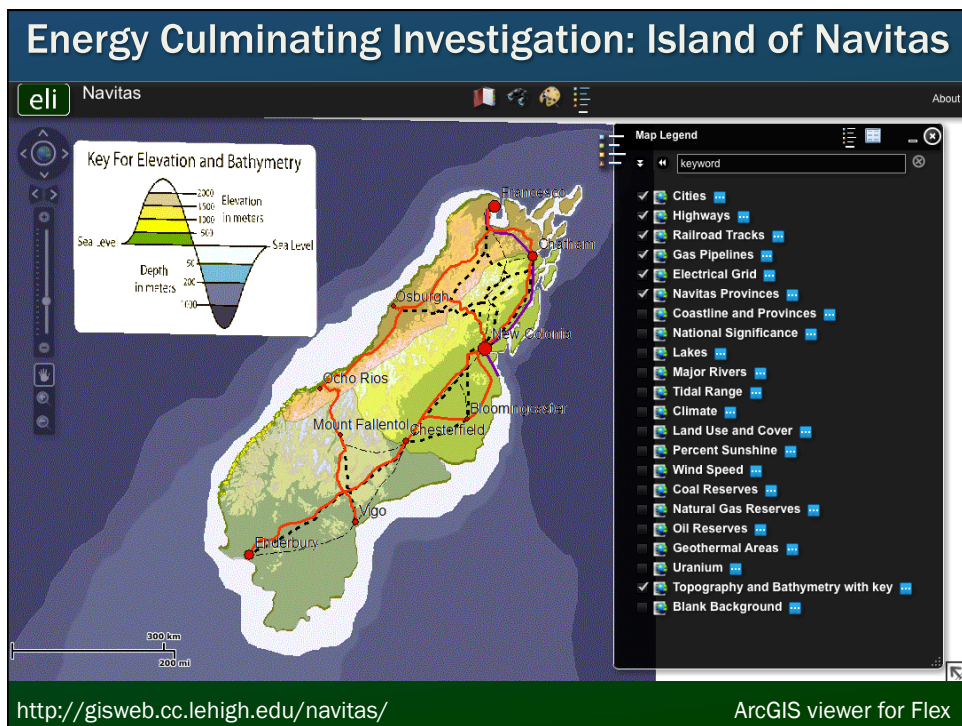 Energy Culminating Investigation: Island of Navitas
eli
Navitas
About
Key For Elevation and Bathymetry
2000
1500
1000
500
Elevation
in meters
Sea Level
Sea Level
Depth
in meters
50
200
1000
Francesco
Chatham
Osburgh
New Colonia
Ocho Rios
Mount Fallentol
Bloomingcaster
Chesterfield
Vigo
Enderbury
300 km
200 mi
Map Legend
keyword
Cities
Highways
Railroad Tracks
Gas Pipelines
Electrical Grid
Navitas Provinces
Coastline and Provinces
National Significance
Lakes
Major Rivers
Tidal Range
Climate
Land Use and Cover
Percent Sunshine
Wind Speed
Coal Reserves
Natural Gas Reserves
Oil Reserves
Geothermal Areas
Uranium
Topography and Bathymetry with key
Blank Background
http://gisweb.cc.lehigh.edu/navitas/
ArcGIS viewer for Flex